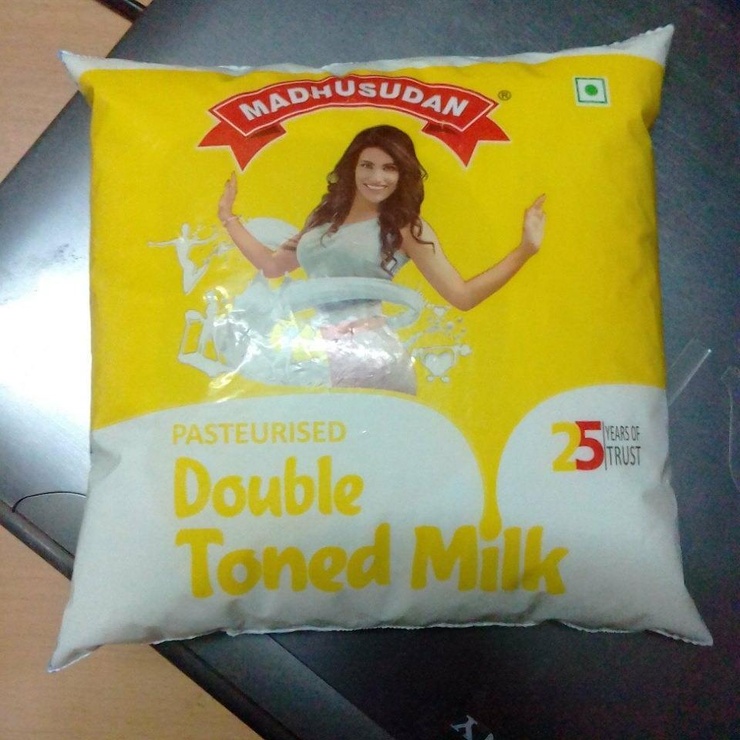 MADHUSUDAN®
PASTEURISED
Double
Toned Milk
25 YEARS OF
TRUST